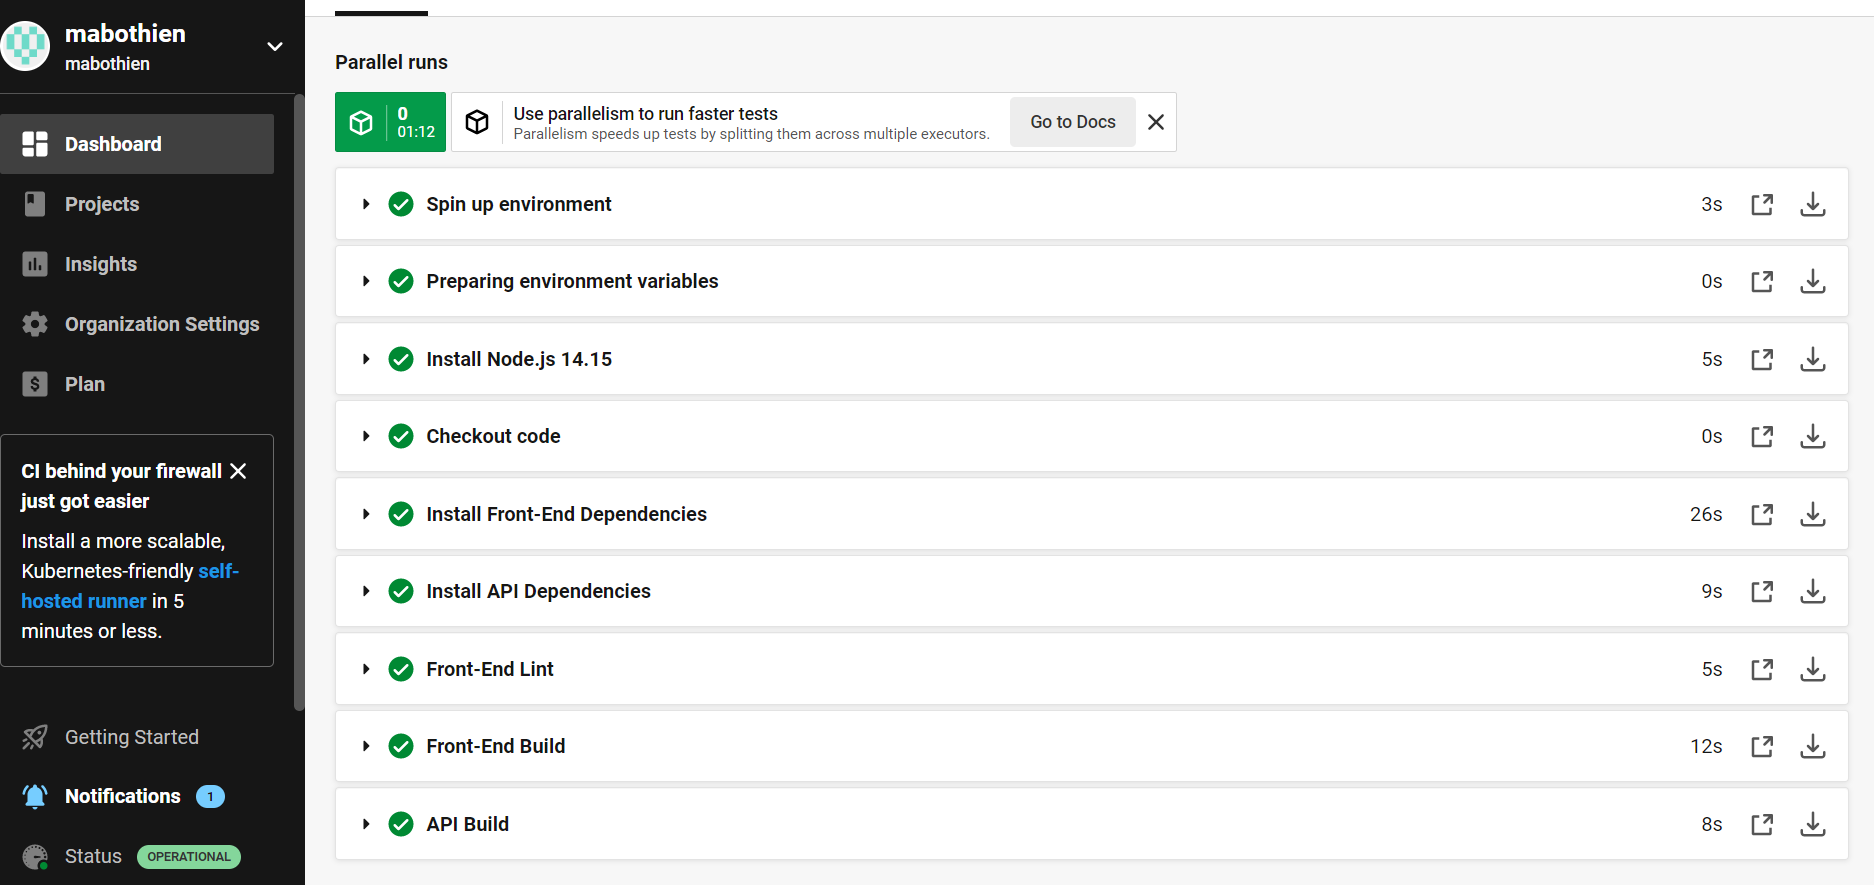 mabothien
mabothien
Dashboard
Projects
Insights
Organization Settings
Plan
CI behind your firewall
just got easier
Install a more scalable,
Kubernetes-friendly self-
hosted runner in 5
minutes or less.
Getting Started
Notifications 1
Status OPERATIONAL
Parallel runs
0
01:12
Use parallelism to run faster tests
Parallelism speeds up tests by splitting them across multiple executors.
Go to Docs
Spin up environment 3s
Preparing environment variables 0s
Install Node.js 14.15 5s
Checkout code 0s
Install Front-End Dependencies 26s
Install API Dependencies 9s
Front-End Lint 5s
Front-End Build 12s
API Build 8s